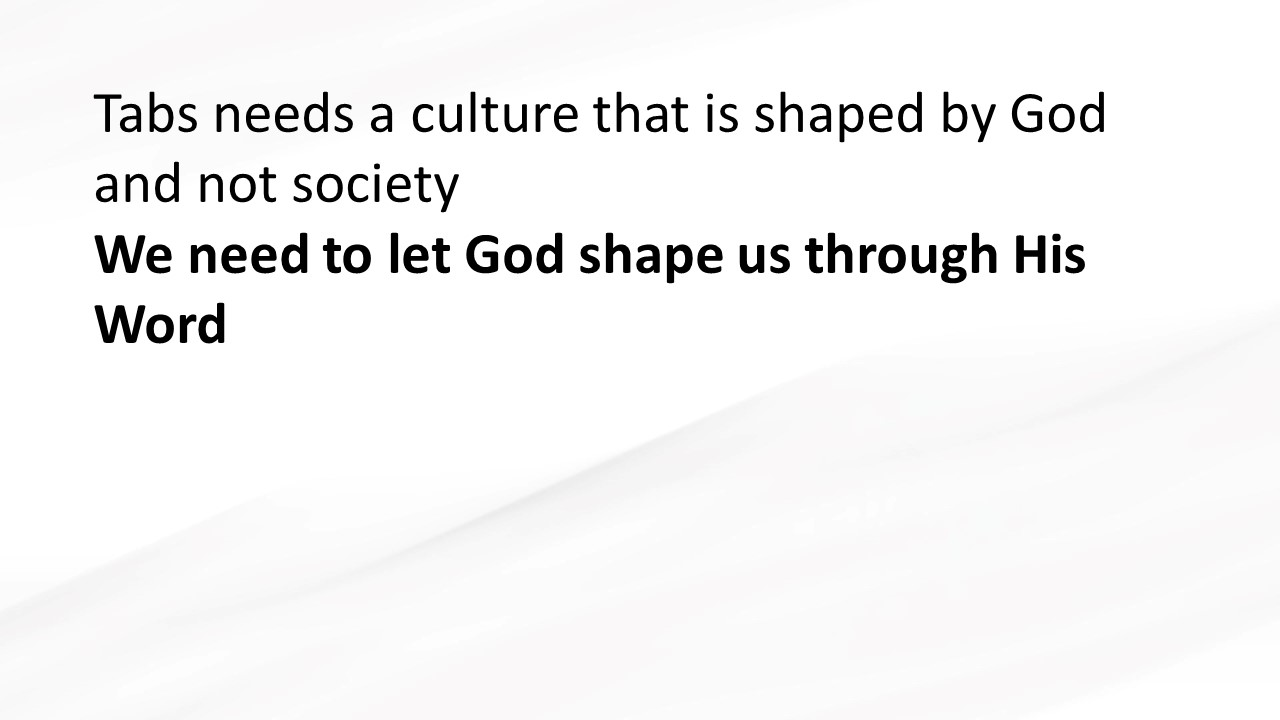 Tabs needs a culture that is shaped by God
and not society
We need to let God shape us through His
Word